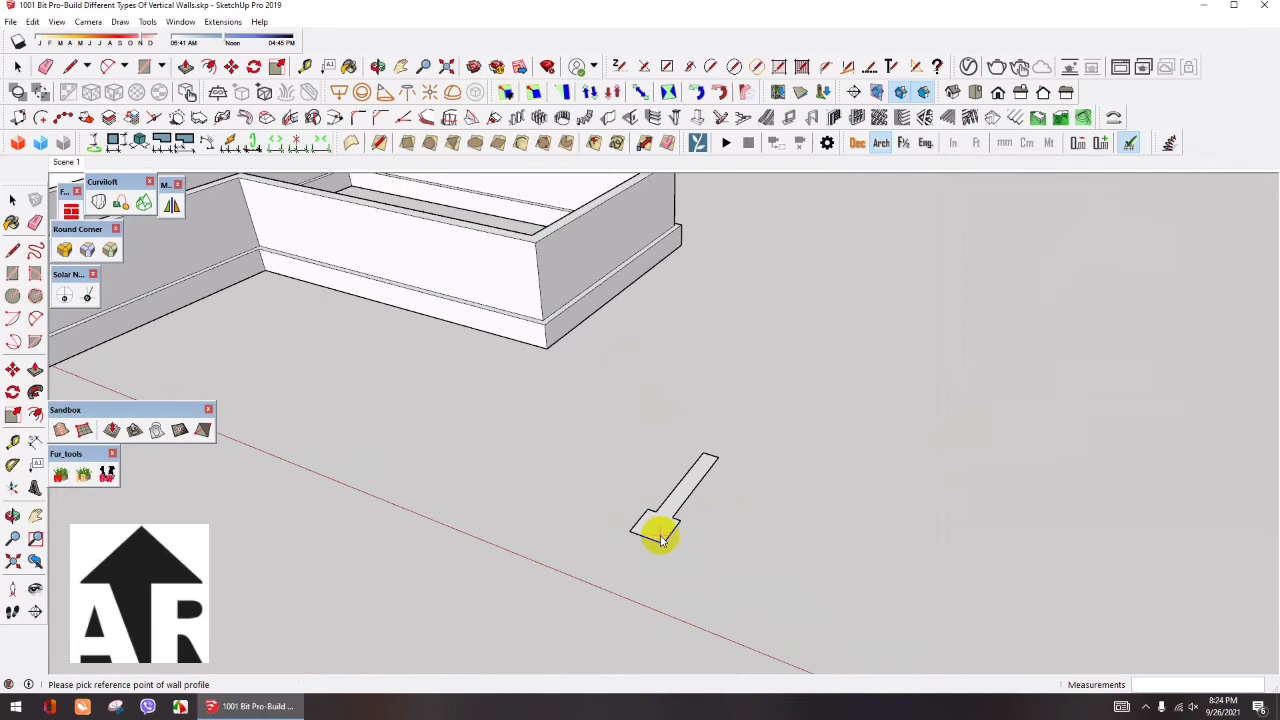 1001 Bit Pro-Build Different Types Of Vertical Walls.skp - SketchUp Pro 2019
File Edit View Camera Draw Tools Window Extensions Help
J F M A M J J A S O N D 06:41 AM Noon 04:45 PM
Dec Arch F½ Eng. In Ft mm Cm Mt
Scene 1
Curviloft
F... M...
Round Corner
Solar N...
Sandbox
Fur_tools
AR
Please pick reference point of wall profile Measurements
1001 Bit Pro-Build ...
8:24 PM
9/26/2021